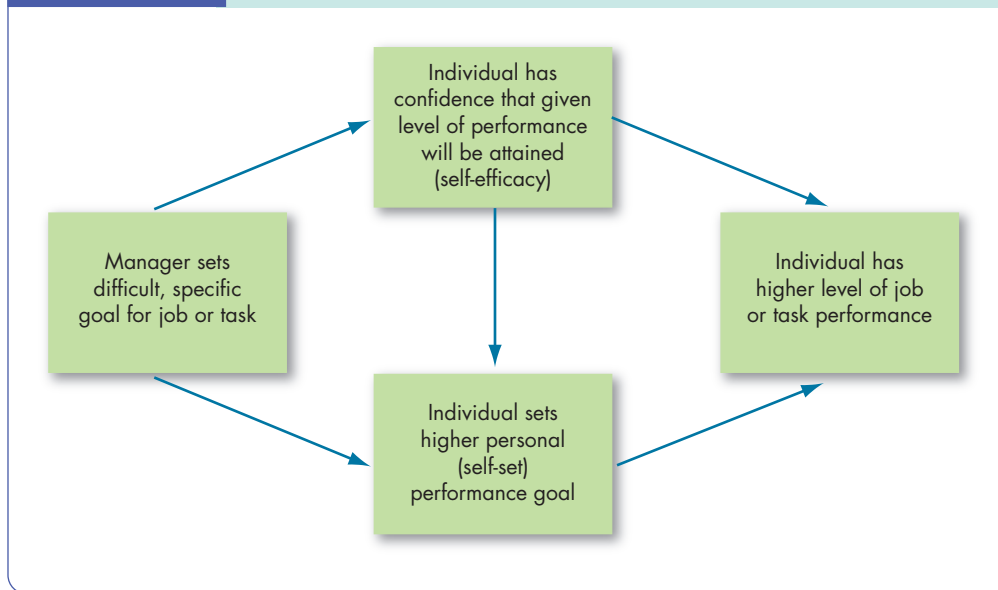 Individual has
confidence that given
level of performance
will be attained
(self-efficacy)
Manager sets
difficult, specific
goal for job or task
Individual has
higher level of job
or task performance
Individual sets
higher personal
(self-set)
performance goal